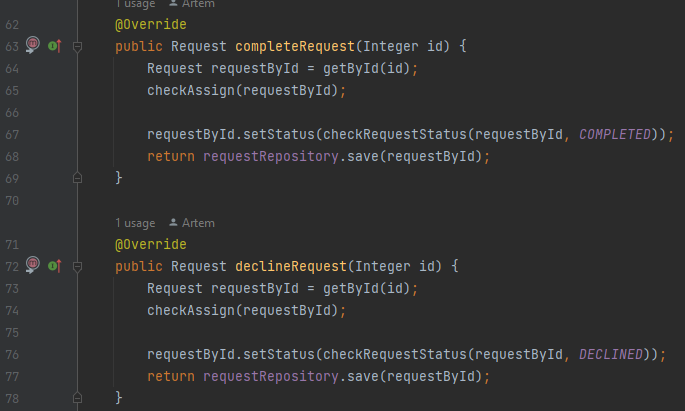 1 usage Artem
62 @Override
63 public Request completeRequest(Integer id) {
64 Request requestById = getById(id);
65 checkAssign(requestById);
66
67 requestById.setStatus(checkRequestStatus(requestById, COMPLETED));
68 return requestRepository.save(requestById);
69 }
70
1 usage Artem
71 @Override
72 public Request declineRequest(Integer id) {
73 Request requestById = getById(id);
74 checkAssign(requestById);
75
76 requestById.setStatus(checkRequestStatus(requestById, DECLINED));
77 return requestRepository.save(requestById);
78 }